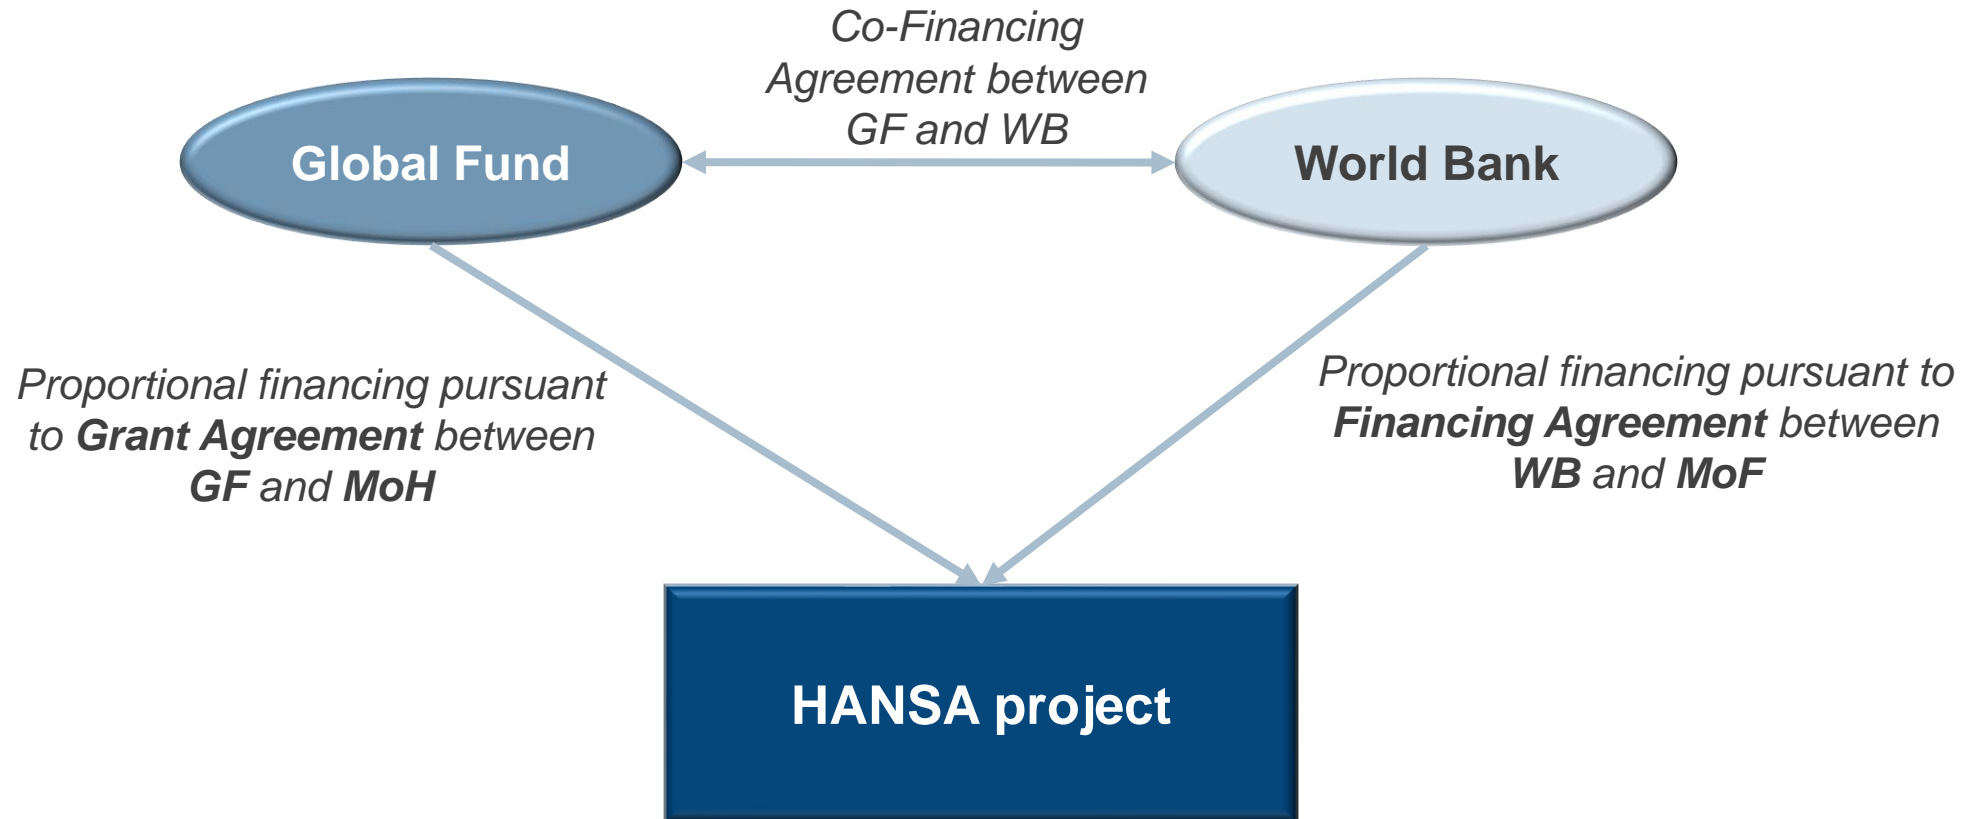 Co-Financing
Agreement between
GF and WB
Global Fund
World Bank
Proportional financing pursuant
to Grant Agreement between
GF and MoH
Proportional financing pursuant to
Financing Agreement between
WB and MoF
HANSA project